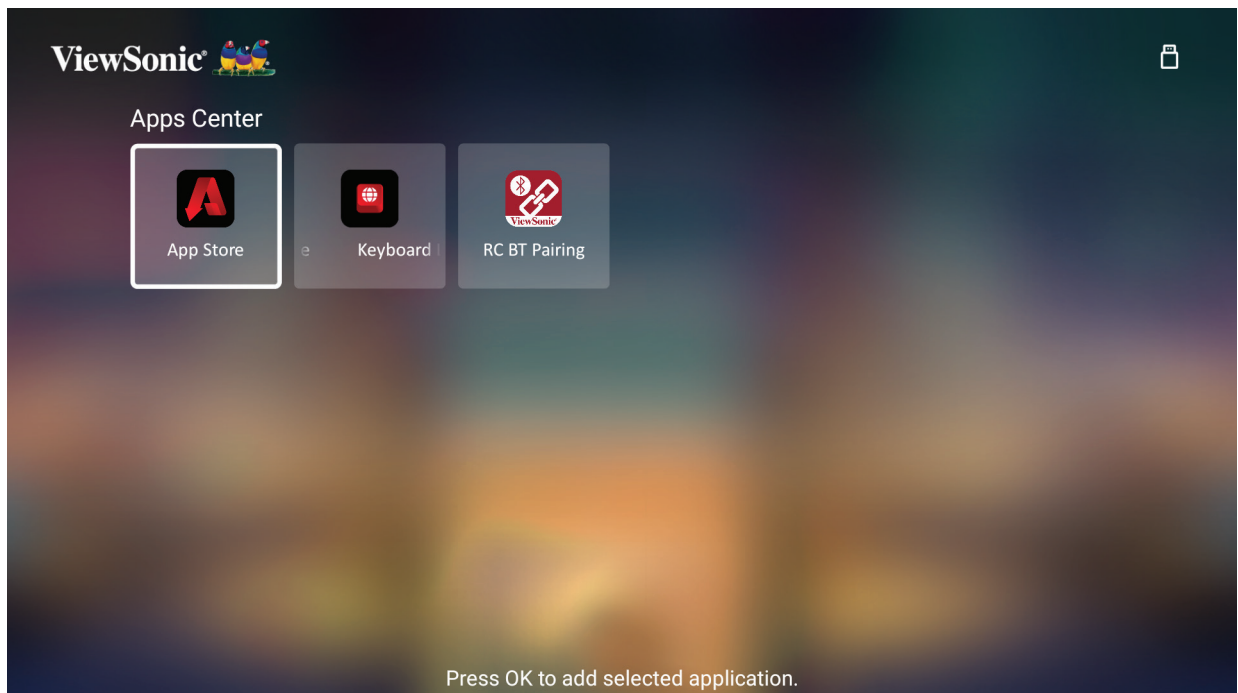 ViewSonic®
Apps Center
App Store
e Keyboard
RC BT Pairing
ViewSonic®
Press OK to add selected application.